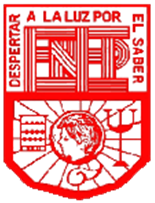 DESPERTAR A LA LUZ POR EL SABER
ENP